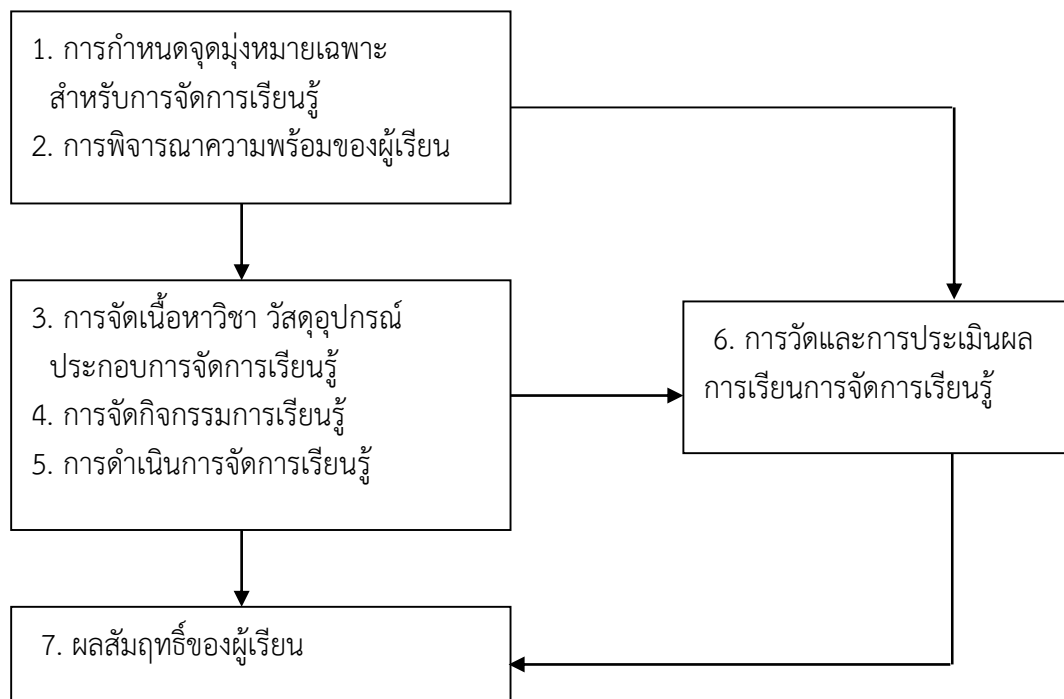 1. การกำหนดจุดมุ่งหมายเฉพาะ
สำหรับการจัดการเรียนรู้
2. การพิจารณาความพร้อมของผู้เรียน
3. การจัดเนื้อหาวิชา วัสดุอุปกรณ์
ประกอบการจัดการเรียนรู้
4. การจัดกิจกรรมการเรียนรู้
5. การดำเนินการจัดการเรียนรู้
6. การวัดและการประเมินผล
การเรียนการจัดการเรียนรู้
7. ผลสัมฤทธิ์ของผู้เรียน